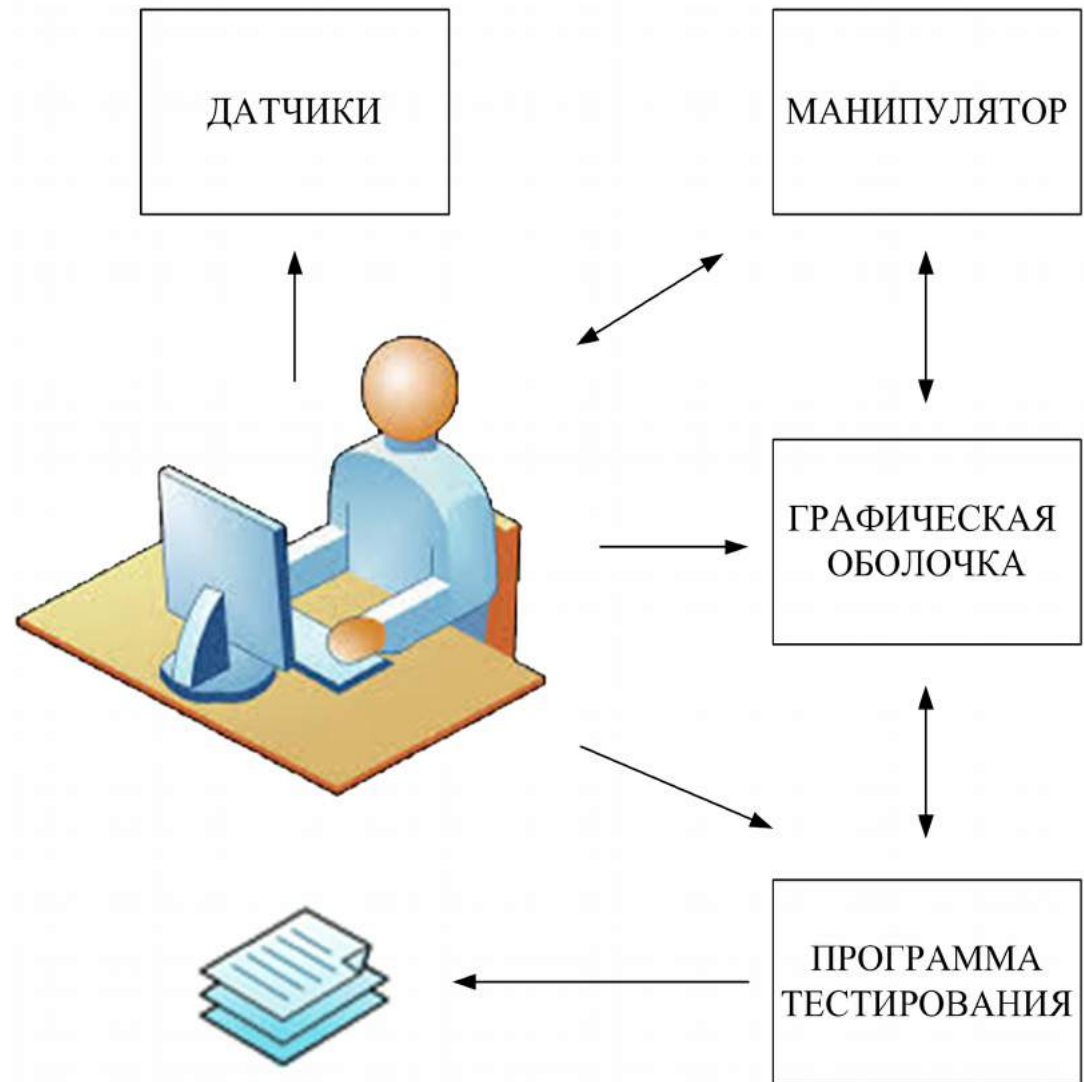 ДАТЧИКИ
МАНИПУЛЯТОР
ГРАФИЧЕСКАЯ
ОБОЛОЧКА
ПРОГРАММА
ТЕСТИРОВАНИЯ